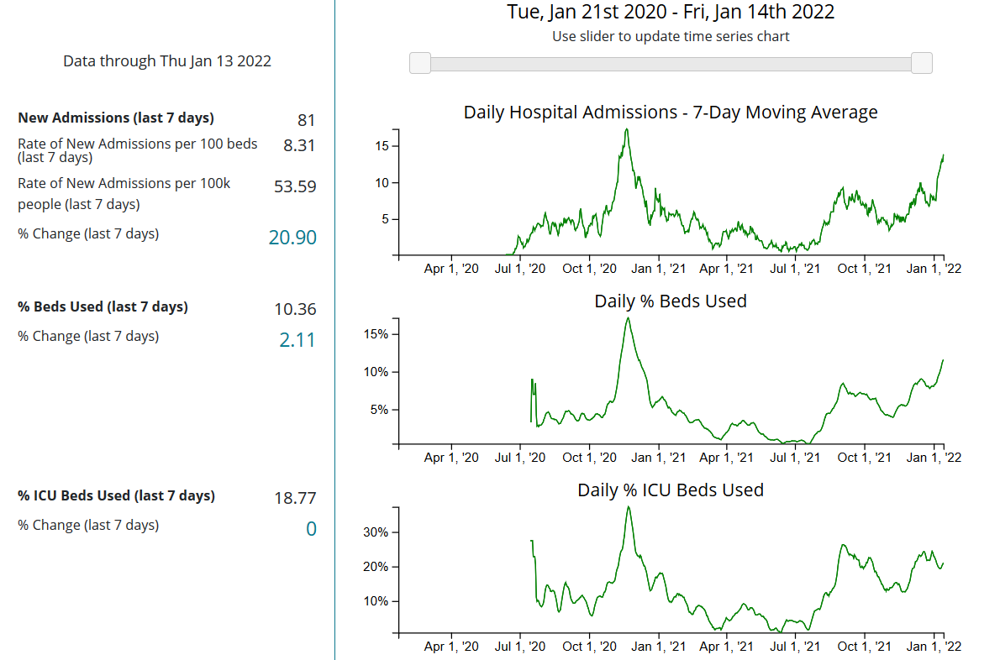 Data through Thu Jan 13 2022
New Admissions (last 7 days)
81
Rate of New Admissions per 100 beds
(last 7 days)
8.31
Rate of New Admissions per 100k
people (last 7 days)
53.59
% Change (last 7 days)
20.90
% Beds Used (last 7 days)
10.36
% Change (last 7 days)
2.11
% ICU Beds Used (last 7 days)
18.77
% Change (last 7 days)
0
Tue, Jan 21st 2020 - Fri, Jan 14th 2022
Use slider to update time series chart
Daily Hospital Admissions - 7-Day Moving Average
15
10
5
Apr 1, '20 Jul 1, '20 Oct 1, '20 Jan 1, '21 Apr 1, '21 Jul 1, '21 Oct 1, '21 Jan 1, '22
Daily % Beds Used
15%
10%
5%
Apr 1, '20 Jul 1, '20 Oct 1, '20 Jan 1, '21 Apr 1, '21 Jul 1, '21 Oct 1, '21 Jan 1, '22
Daily % ICU Beds Used
30%
20%
10%
Apr 1, '20 Jul 1, '20 Oct 1, '20 Jan 1, '21 Apr 1, '21 Jul 1, '21 Oct 1, '21 Jan 1, '22